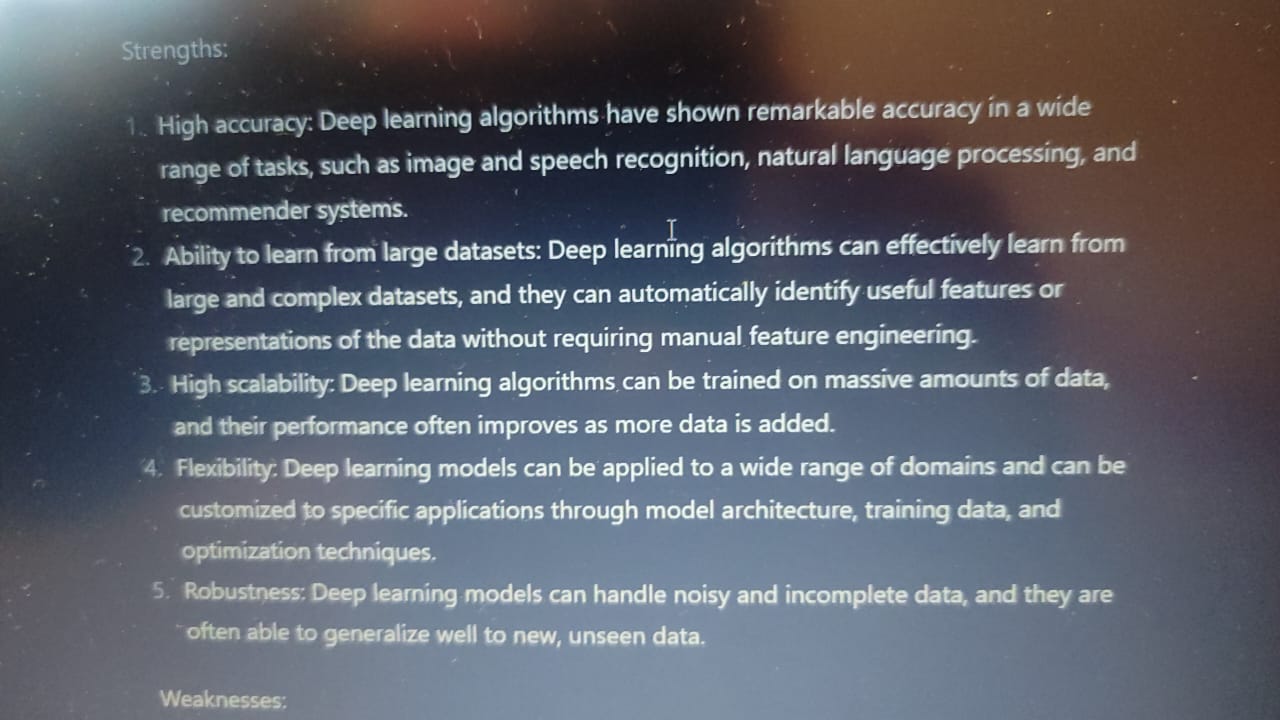 Strengths:
1. High accuracy: Deep learning algorithms have shown remarkable accuracy in a wide
range of tasks, such as image and speech recognition, natural language processing, and
recommender systems.
2. Ability to learn from large datasets: Deep learning algorithms can effectively learn from
large and complex datasets, and they can automatically identify useful features or
representations of the data without requiring manual feature engineering.
3. High scalability: Deep learning algorithms can be trained on massive amounts of data,
and their performance often improves as more data is added.
4. Flexibility: Deep learning models can be applied to a wide range of domains and can be
customized to specific applications through model architecture, training data, and
optimization techniques.
5. Robustness: Deep learning models can handle noisy and incomplete data, and they are
often able to generalize well to new, unseen data.
Weaknesses: